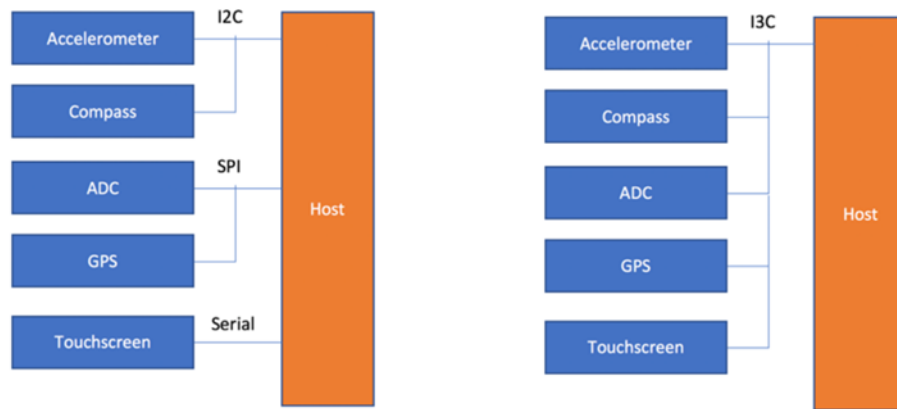 I2C
Accelerometer
Compass
SPI
ADC
Host
GPS
Serial
Touchscreen
I3C
Accelerometer
Compass
ADC
Host
GPS
Touchscreen